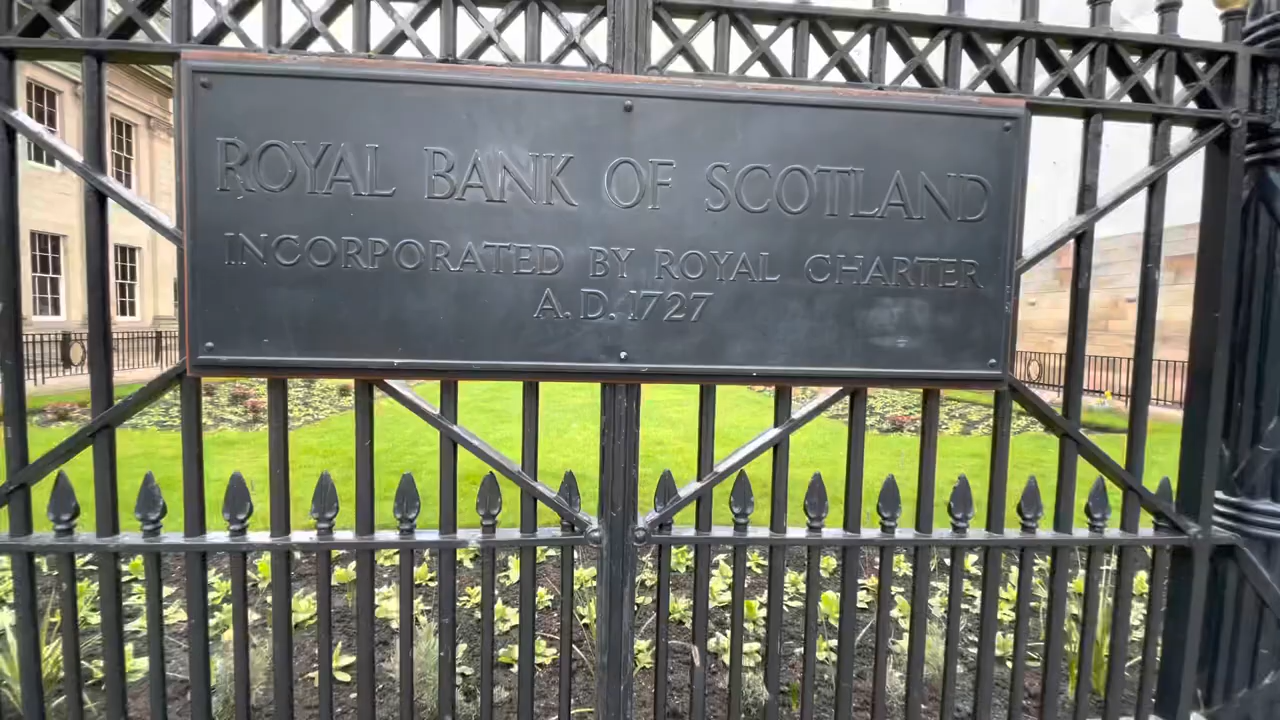 ROYAL BANK OF SCOTLAND
INCORPORATED BY ROYAL CHARTER
A.D. 1727